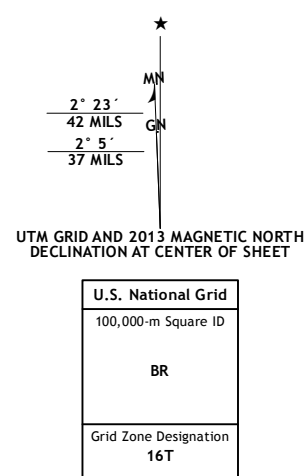 ★
MN
2° 23´
42 MILS
GN
2° 5´
37 MILS
UTM GRID AND 2013 MAGNETIC NORTH
DECLINATION AT CENTER OF SHEET
U.S. National Grid
100,000-m Square ID
BR
Grid Zone Designation
16T